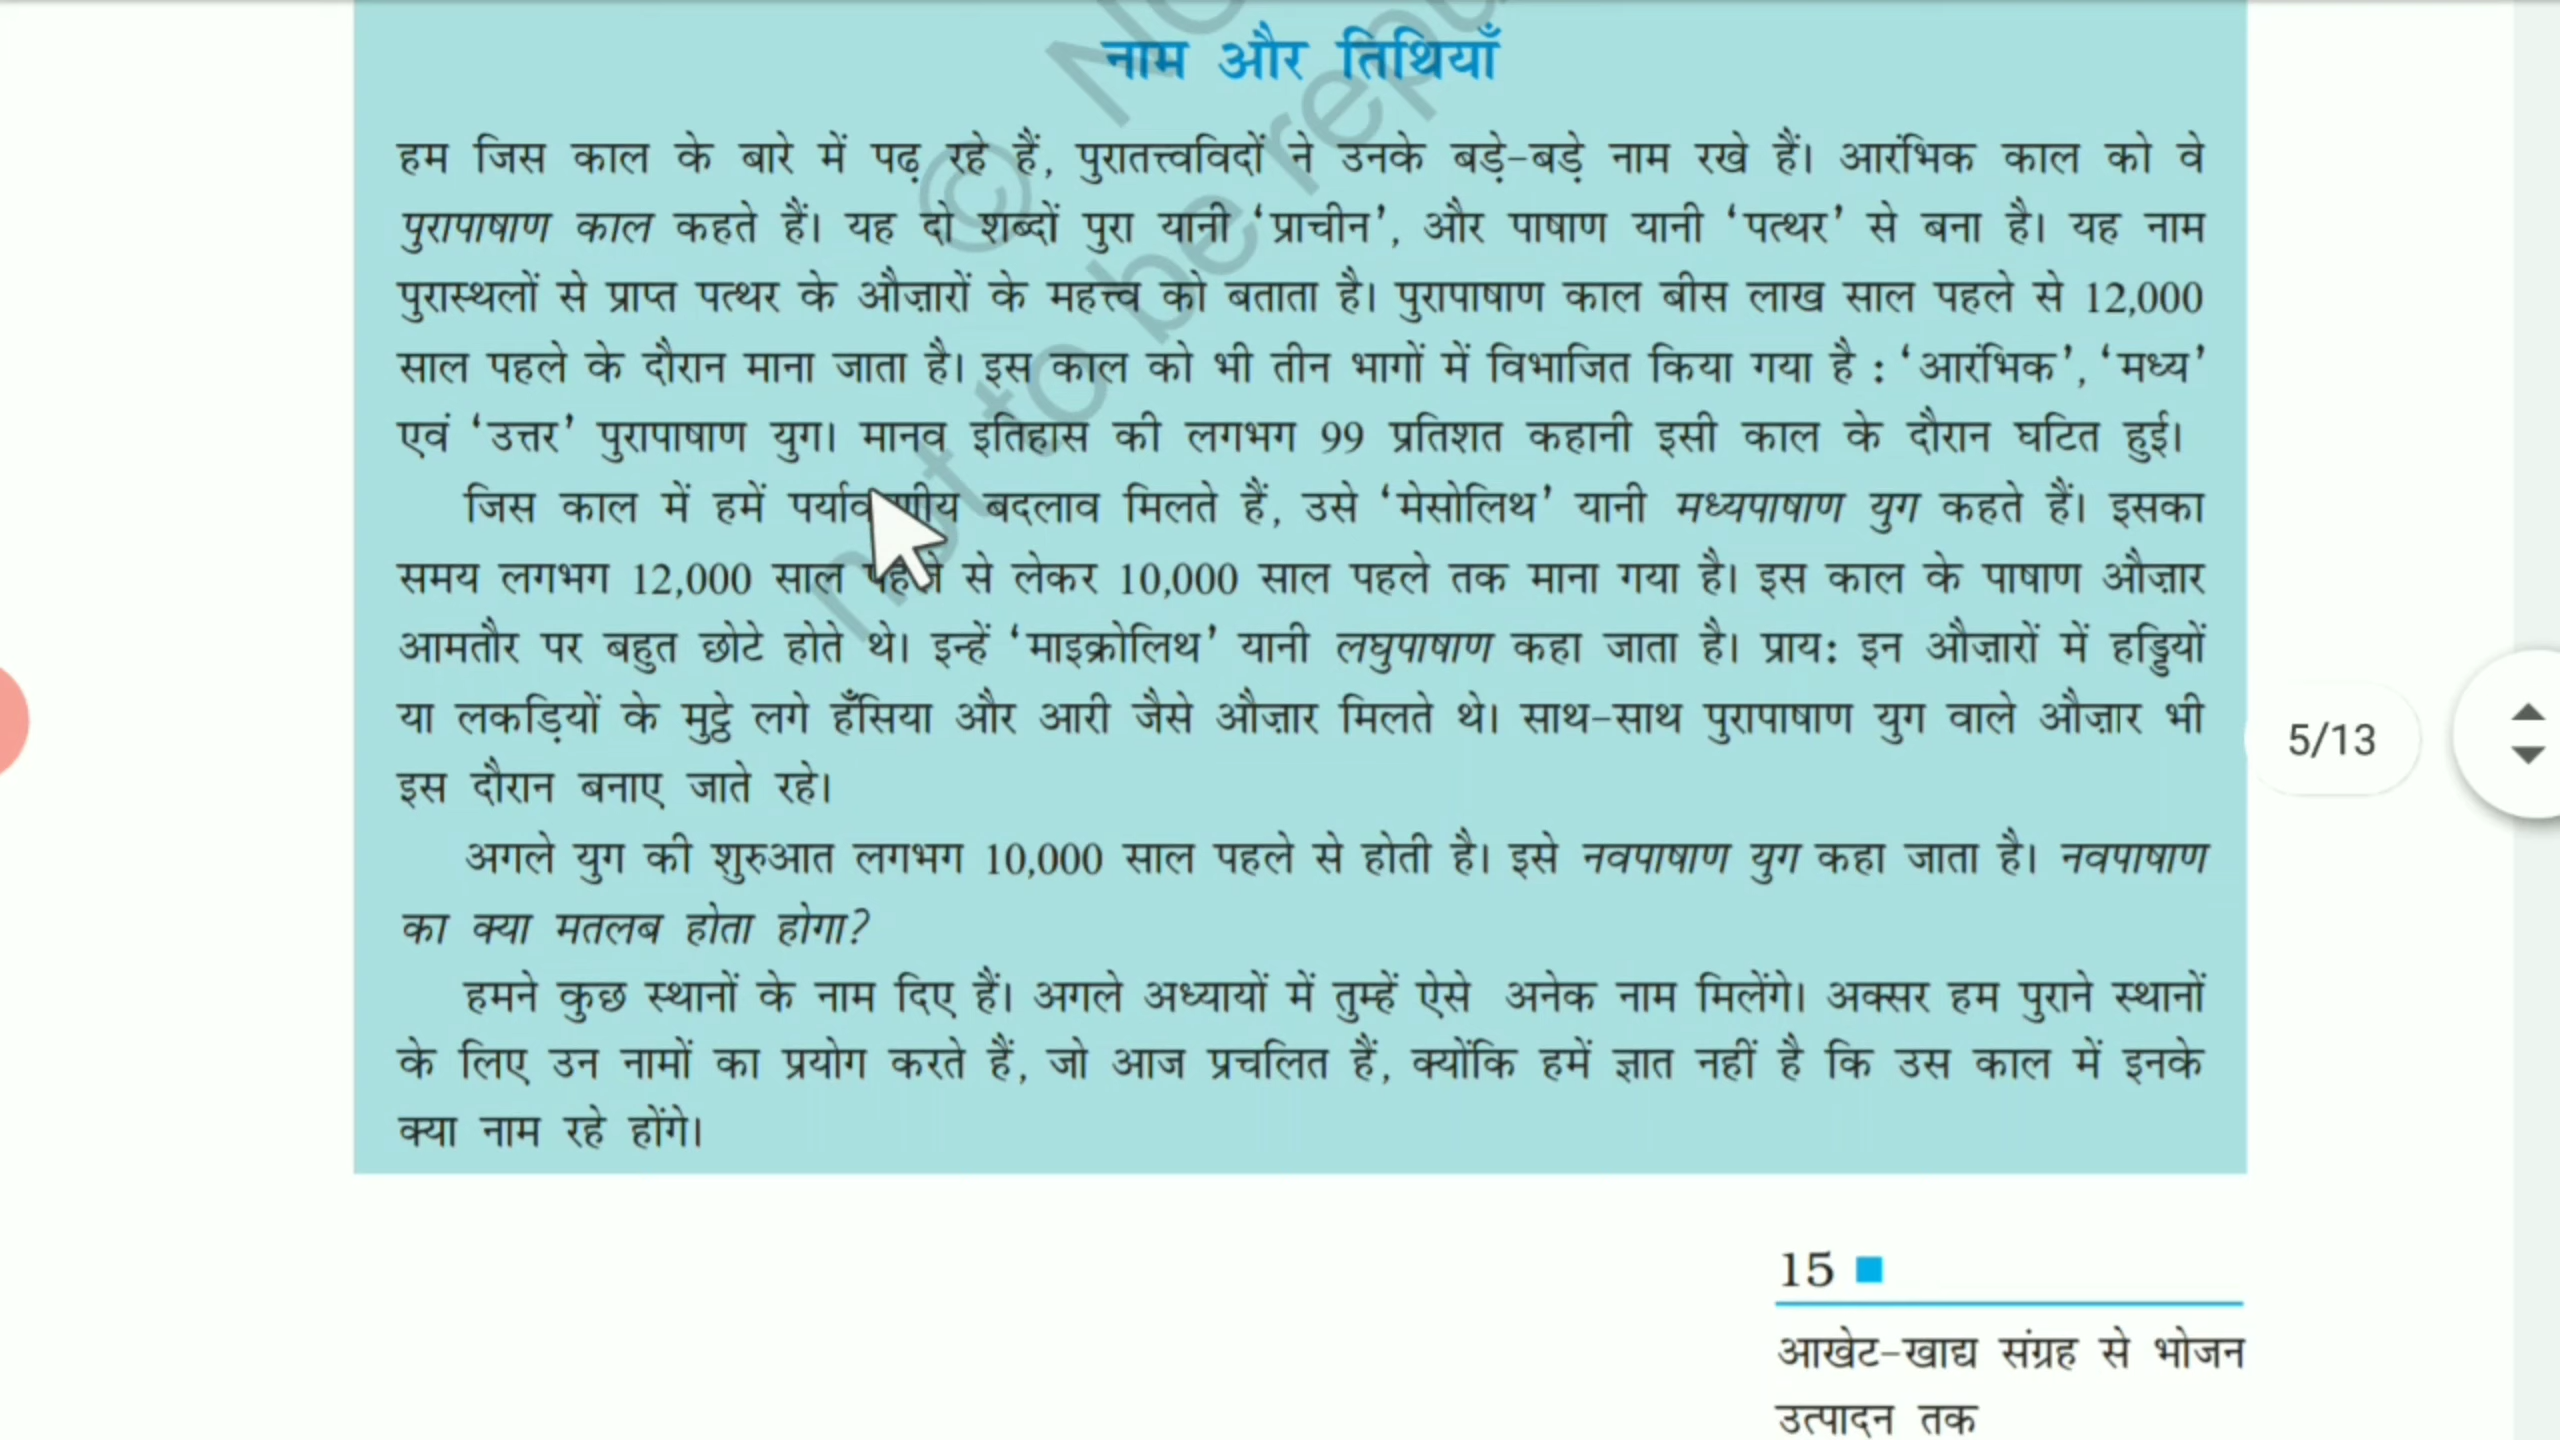 नाम और तिथियाँ
हम जिस काल के बारे में पढ़ रहे हैं, पुरातत्त्वविदों ने उनके बड़े-बड़े नाम रखे हैं। आरंभिक काल को वे
पुरापाषाण काल कहते हैं। यह दो शब्दों पुरा यानी ‘प्राचीन’, और पाषाण यानी ‘पत्थर’ से बना है। यह नाम
पुरास्थलों से प्राप्त पत्थर के औज़ारों के महत्त्व को बताता है। पुरापाषाण काल बीस लाख साल पहले से 12,000
साल पहले के दौरान माना जाता है। इस काल को भी तीन भागों में विभाजित किया गया है : ‘आरंभिक’, ‘मध्य’
एवं ‘उत्तर’ पुरापाषाण युग। मानव इतिहास की लगभग 99 प्रतिशत कहानी इसी काल के दौरान घटित हुई।
जिस काल में हमें बदलाव मिलते हैं, उसे ‘मेसोलिथ’ यानी मध्यपाषाण युग कहते हैं। इसका
समय लगभग 12,000 साल पहले से लेकर 10,000 साल पहले तक माना गया है। इस काल के पाषाण औज़ार
आमतौर पर बहुत छोटे होते थे। इन्हें ‘माइक्रोलिथ’ यानी लघुपाषाण कहा जाता है। प्राय: इन औज़ारों में हड्डियों
या लकड़ियों के मुट्ठे लगे हँसिया और आरी जैसे औज़ार मिलते थे। साथ-साथ पुरापाषाण युग वाले औज़ार भी
इस दौरान बनाए जाते रहे।
अगले युग की शुरुआत लगभग 10,000 साल पहले से होती है। इसे नवपाषाण युग कहा जाता है। नवपाषाण
का क्या मतलब होता होगा?
हमने कुछ स्थानों के नाम दिए हैं। अगले अध्यायों में तुम्हें ऐसे अनेक नाम मिलेंगे। अक्सर हम पुराने स्थानों
के लिए उन नामों का प्रयोग करते हैं, जो आज प्रचलित हैं, क्योंकि हमें ज्ञात नहीं है कि उस काल में इनके
क्या नाम रहे होंगे।
©
not to be
5/13
15
आखेट-खाद्य संग्रह से भोजन
उत्पादन तक